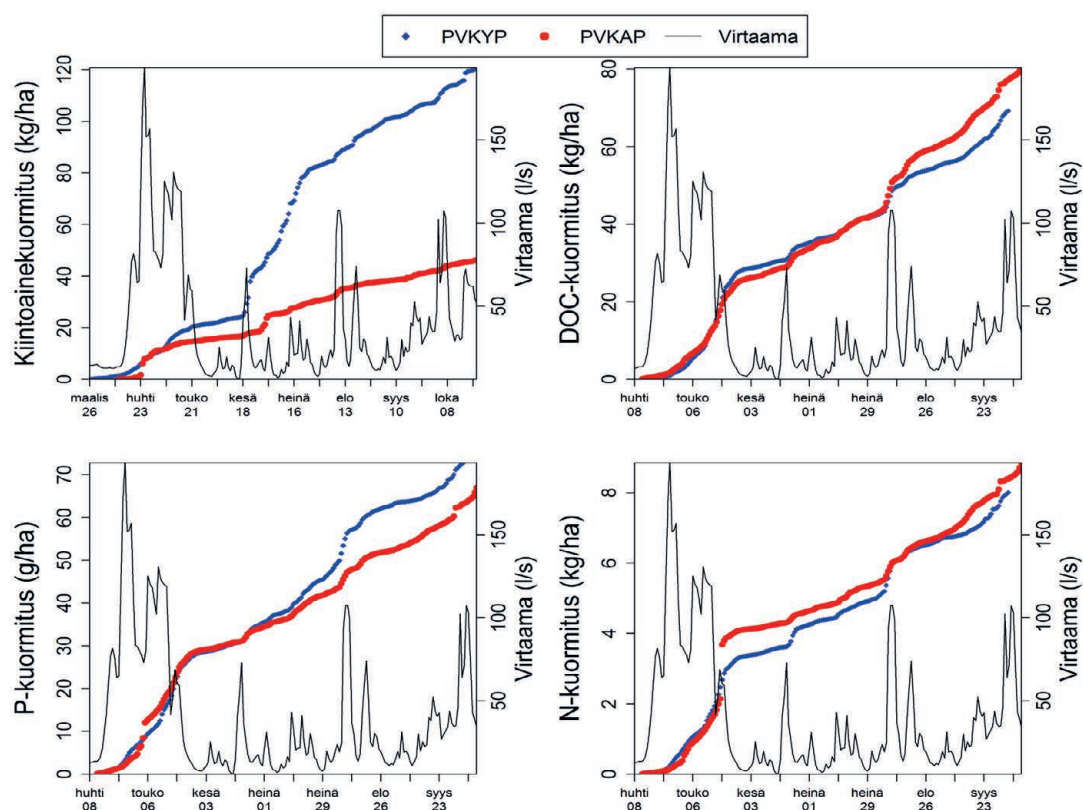 PVKYP PVKAP Virtaama
Kiintoainekuormitus (kg/ha)
0 20 40 60 80 100 120
Virtaama (l/s)
50 100 150
maalis 26 huhti 23 touko 21 kesä 18 heinä 16 elo 13 syys 10 loka 08
DOC-kuormitus (kg/ha)
0 20 40 60 80
Virtaama (l/s)
50 100 150
huhti 08 touko 06 kesä 03 heinä 01 heinä 29 elo 26 syys 23
P-kuormitus (g/ha)
0 10 20 30 40 50 60 70
Virtaama (l/s)
50 100 150
huhti 08 touko 06 kesä 03 heinä 01 heinä 29 elo 26 syys 23
N-kuormitus (kg/ha)
0 2 4 6 8
Virtaama (l/s)
50 100 150
huhti 08 touko 06 kesä 03 heinä 01 heinä 29 elo 26 syys 23